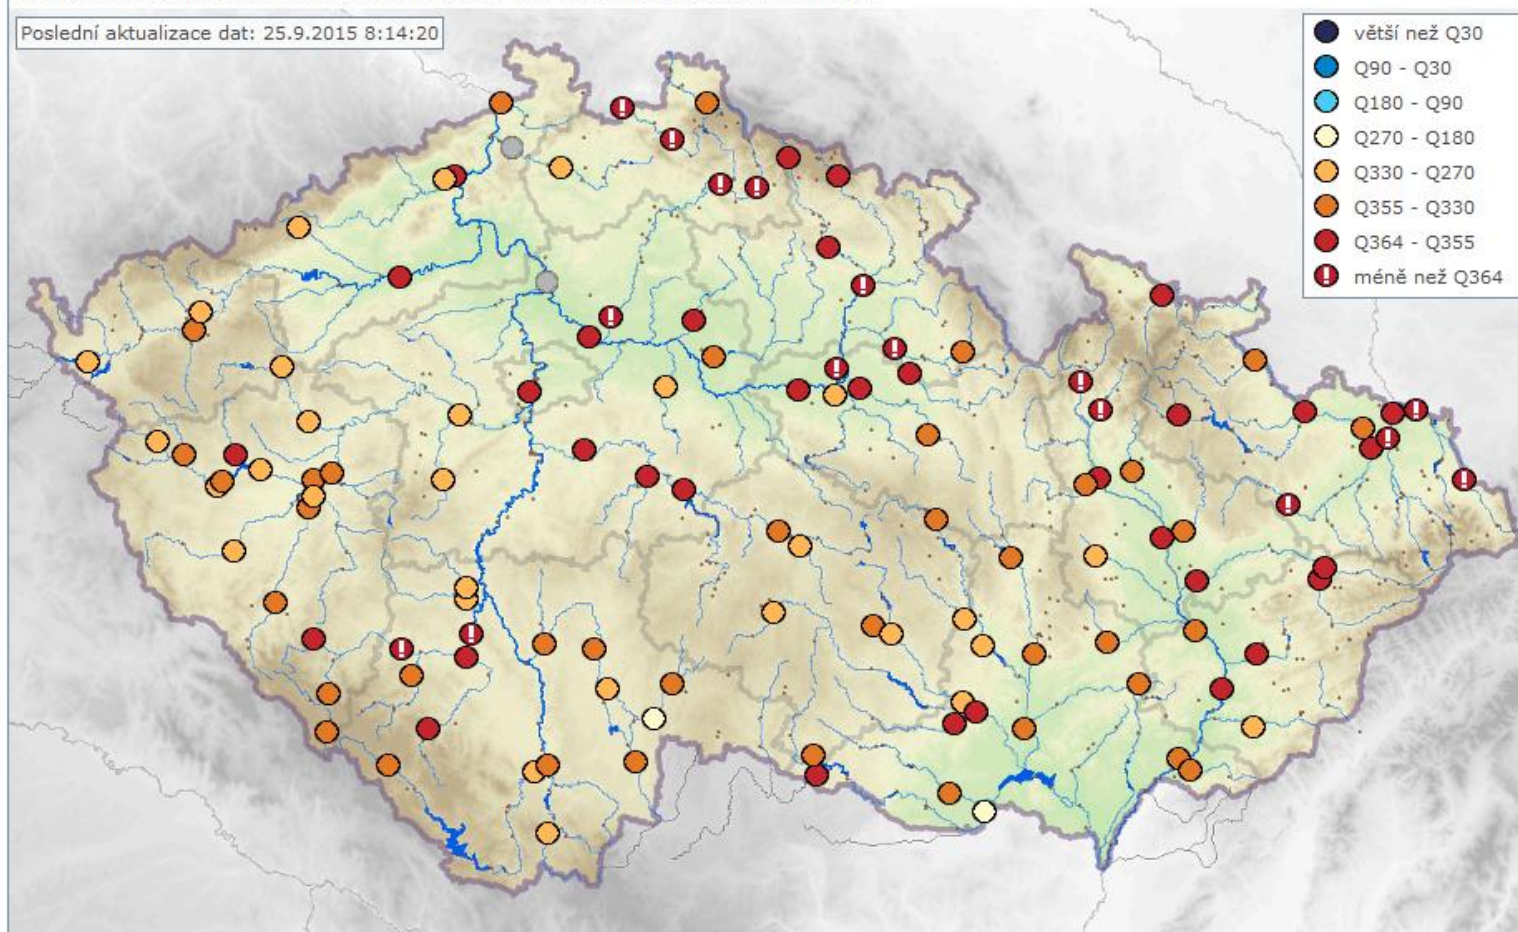 Poslední aktualizace dat: 25.9.2015 8:14:20
větší než Q30
Q90 - Q30
Q180 - Q90
Q270 - Q180
Q330 - Q270
Q355 - Q330
Q364 - Q355
méně než Q364